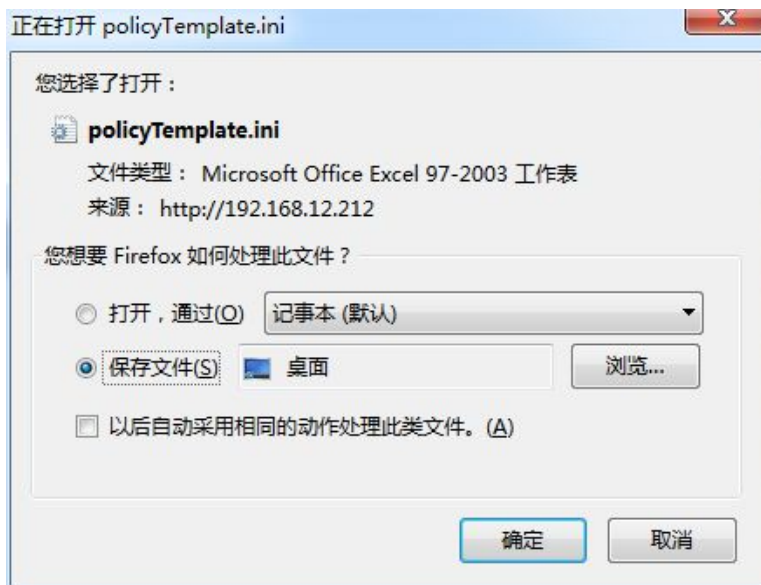 正在打开 policyTemplate.ini
您选择了打开：
policyTemplate.ini
文件类型： Microsoft Office Excel 97-2003 工作表
来源： http://192.168.12.212
您想要 Firefox 如何处理此文件？
打开，通过(O) 记事本 (默认)
保存文件(S) 桌面 浏览...
以后自动采用相同的动作处理此类文件。(A)
确定 取消